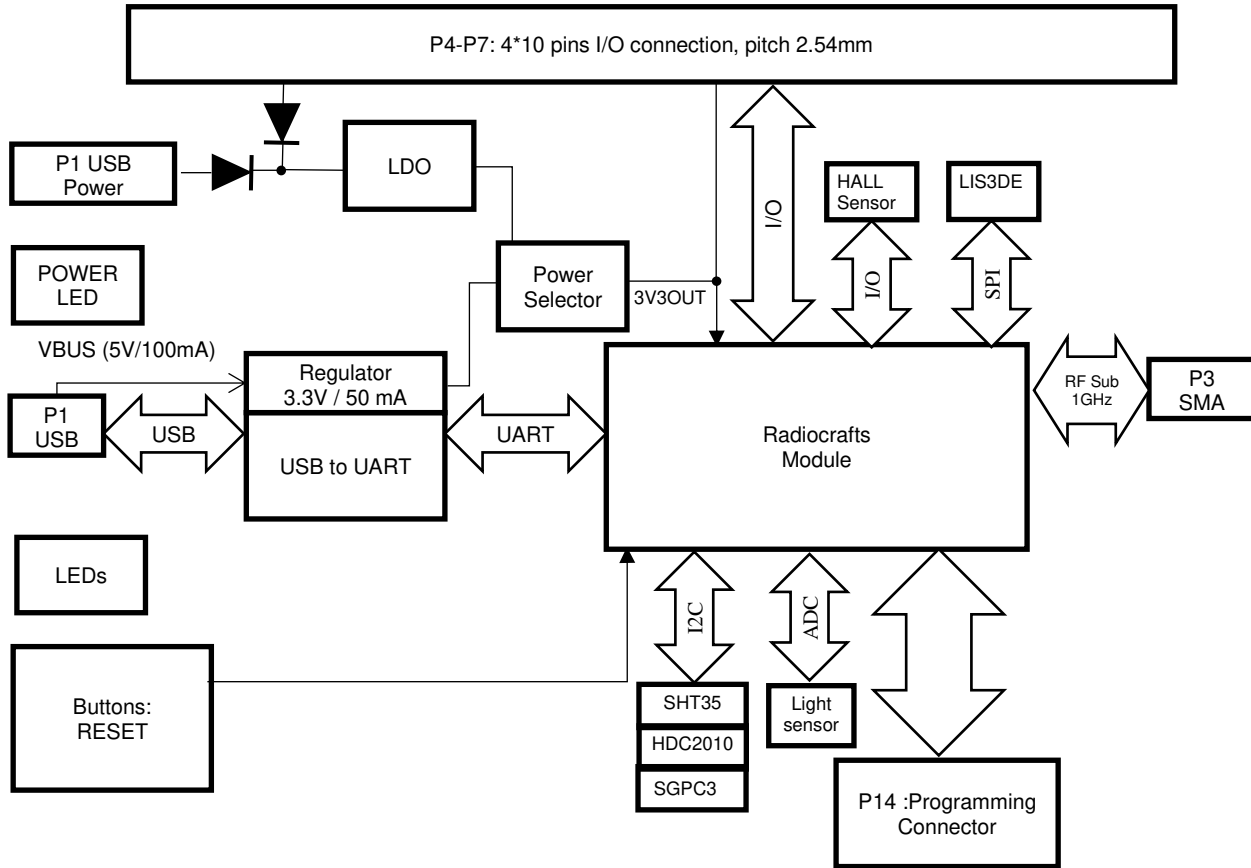 P4-P7: 4*10 pins I/O connection, pitch 2.54mm
P1 USB
Power
LDO
I/O
HALL
Sensor
LIS3DE
POWER
LED
Power
Selector
3V3OUT
I/O
SPI
VBUS (5V/100mA)
Regulator
3.3V / 50 mA
RF Sub
1GHz
P3
SMA
P1
USB
USB
USB to UART
UART
Radiocrafts
Module
LEDs
I2C
ADC
Buttons:
RESET
SHT35
HDC2010
SGPC3
Light
sensor
P14 :Programming
Connector